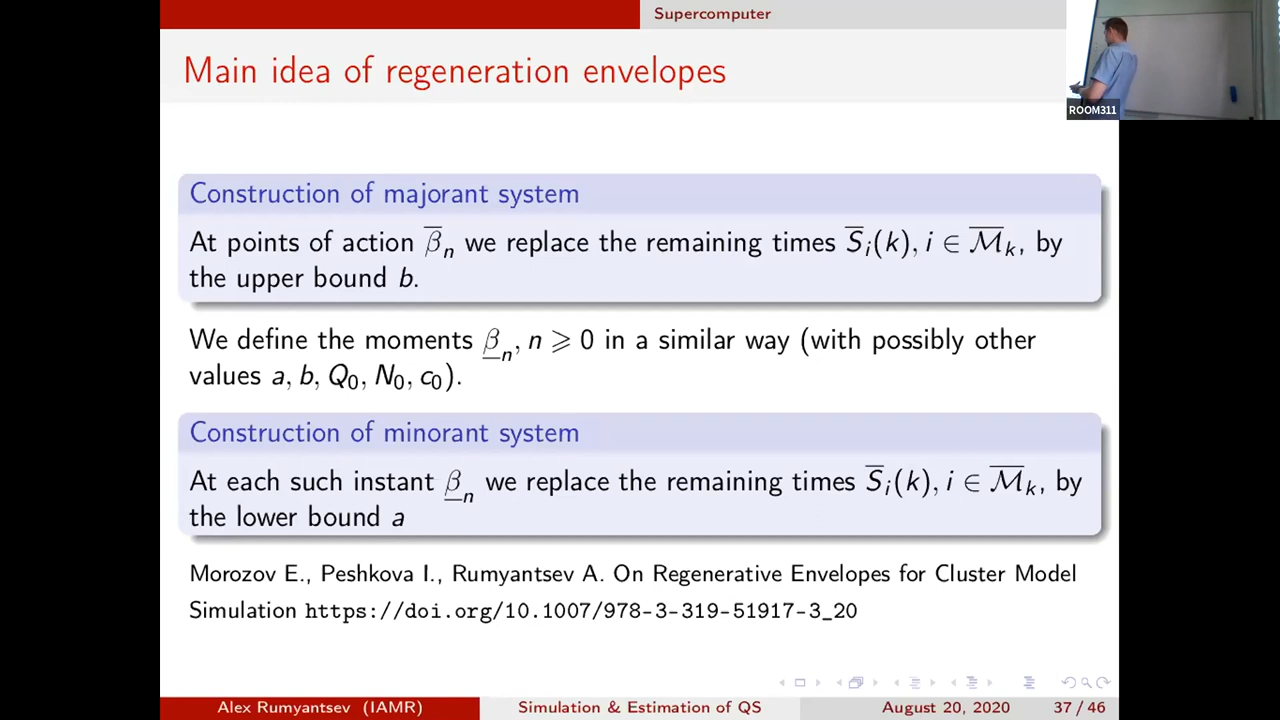 Supercomputer
Main idea of regeneration envelopes
ROOM311
Construction of majorant system
At points of action β̅ₙ we replace the remaining times S̅ᵢ(k), i ∈ ℳ̅ₖ, by
the upper bound b.
We define the moments β̲ₙ, n ⩾ 0 in a similar way (with possibly other
values a, b, Q₀, N₀, c₀).
Construction of minorant system
At each such instant β̲ₙ we replace the remaining times S̅ᵢ(k), i ∈ ℳ̅ₖ, by
the lower bound a
Morozov E., Peshkova I., Rumyantsev A. On Regenerative Envelopes for Cluster Model
Simulation https://doi.org/10.1007/978-3-319-51917-3_20
Alex Rumyantsev (IAMR) Simulation & Estimation of QS August 20, 2020 37 / 46